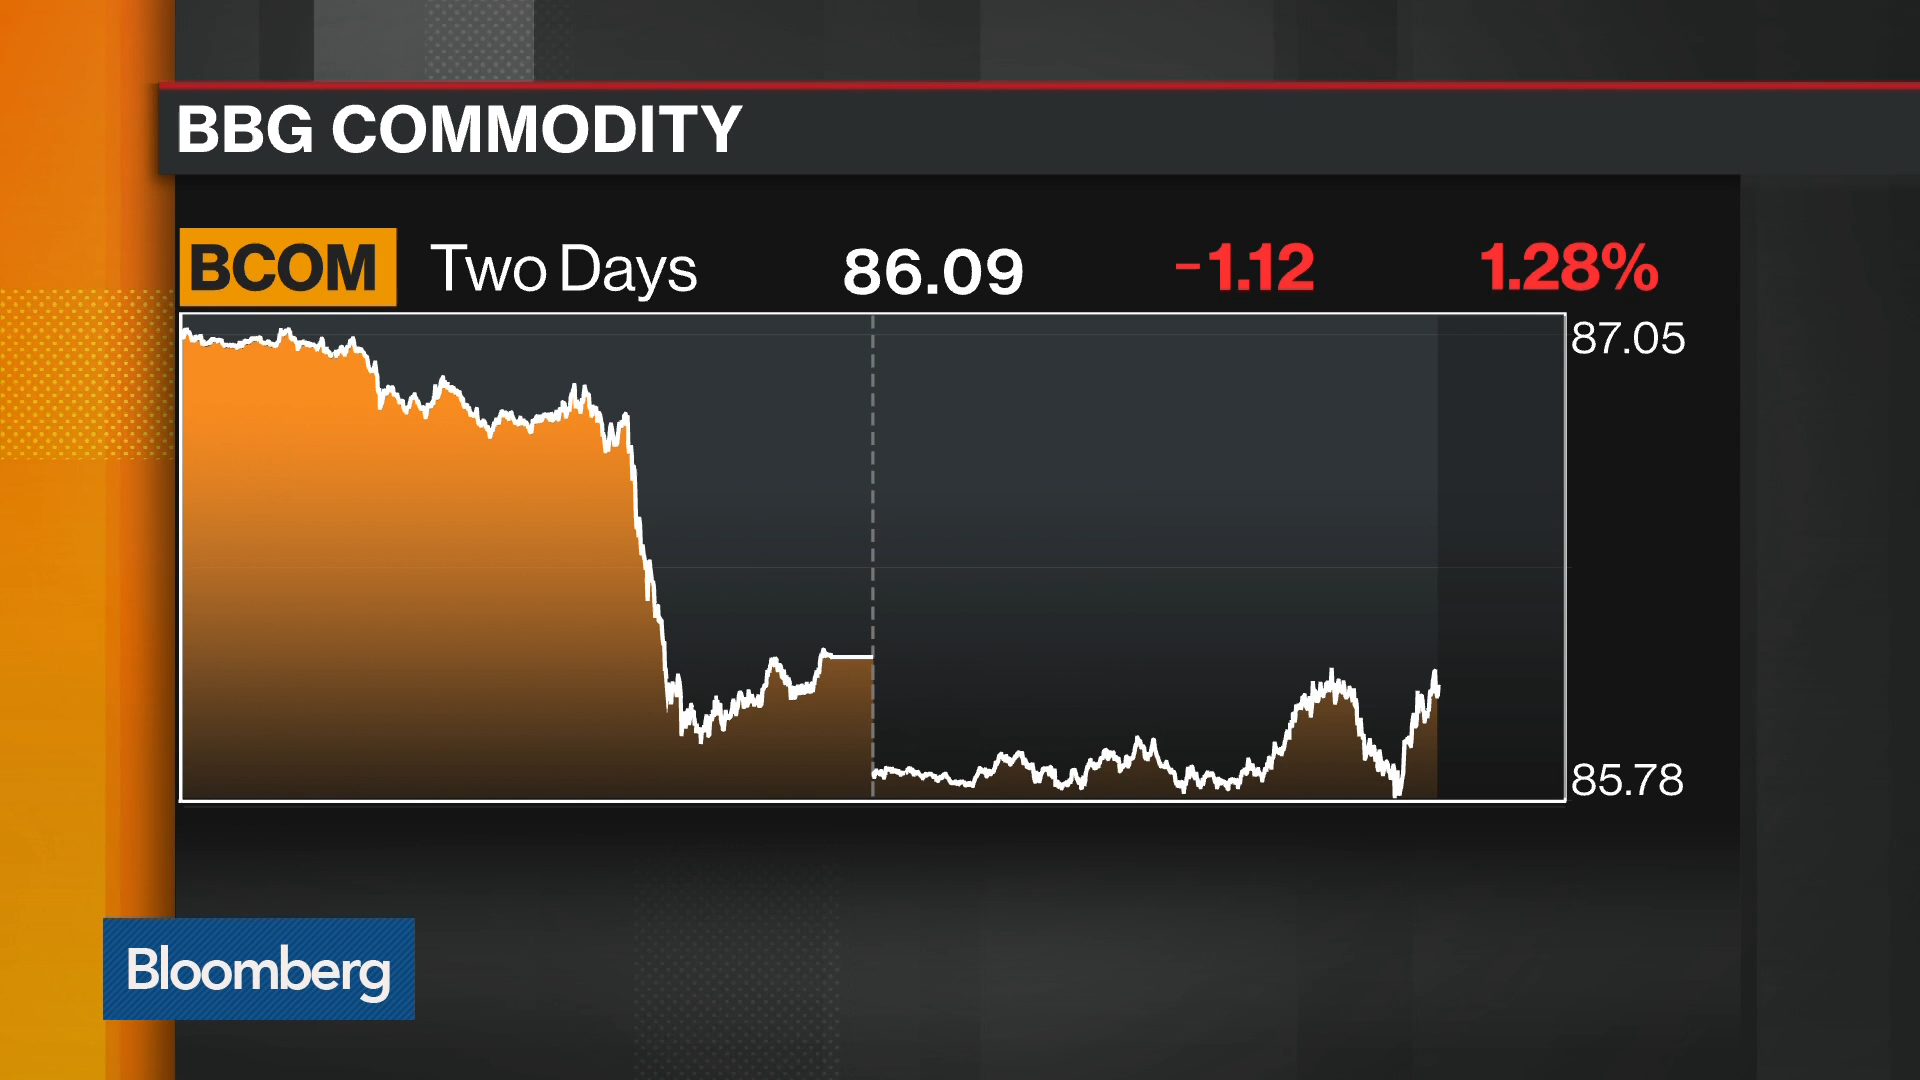 BBG COMMODITY
BCOM Two Days 86.09 -1.12 1.28%
87.05
85.78
Bloomberg